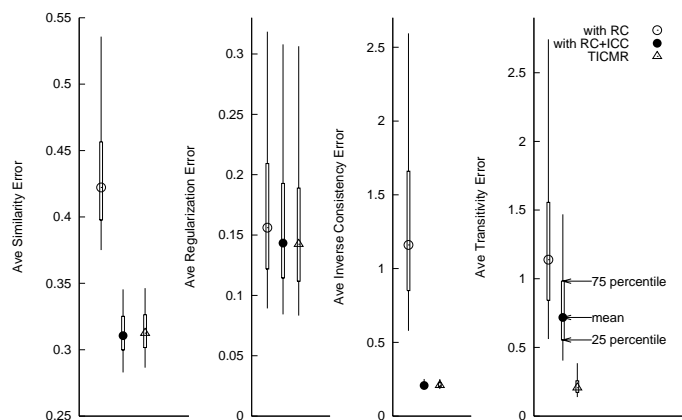 Ave Similarity Error
0.55
0.5
0.45
0.4
0.35
0.3
0.25
Ave Regularization Error
0.3
0.25
0.2
0.15
0.1
0.05
0
Ave Inverse Consistency Error
2.5
2
1.5
1
0.5
0
Ave Transitivity Error
2.5
2
1.5
1
0.5
0
with RC
with RC+ICC
TICMR
75 percentile
mean
25 percentile